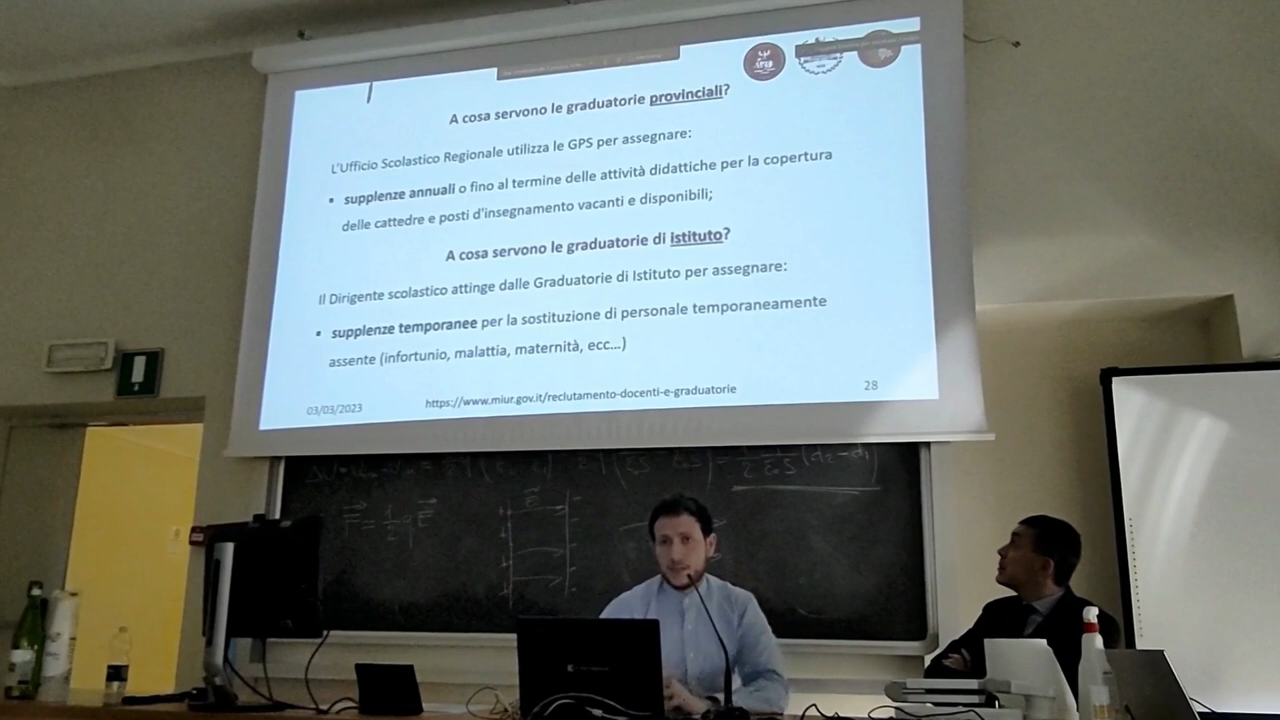 A cosa servono le graduatorie provinciali?
L'Ufficio Scolastico Regionale utilizza le GPS per assegnare:
▪ supplenze annuali o fino al termine delle attività didattiche per la copertura
delle cattedre e posti d'insegnamento vacanti e disponibili;
A cosa servono le graduatorie di istituto?
Il Dirigente scolastico attinge dalle Graduatorie di Istituto per assegnare:
▪ supplenze temporanee per la sostituzione di personale temporaneamente
assente (infortunio, malattia, maternità, ecc...)
03/03/2023 https://www.miur.gov.it/reclutamento-docenti-e-graduatorie 28
F = 1/2 q E
E